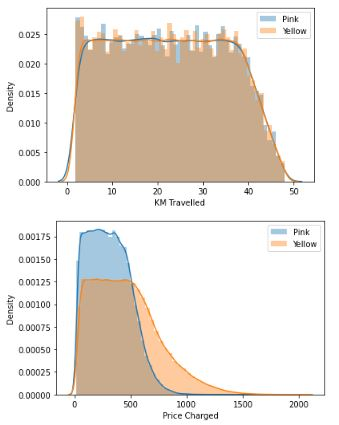 Pink
Yellow
0.025
0.020
0.015
0.010
0.005
0.000
Density
0 10 20 30 40 50
KM Travelled
Pink
Yellow
0.00175
0.00150
0.00125
0.00100
0.00075
0.00050
0.00025
0.00000
Density
0 500 1000 1500 2000
Price Charged